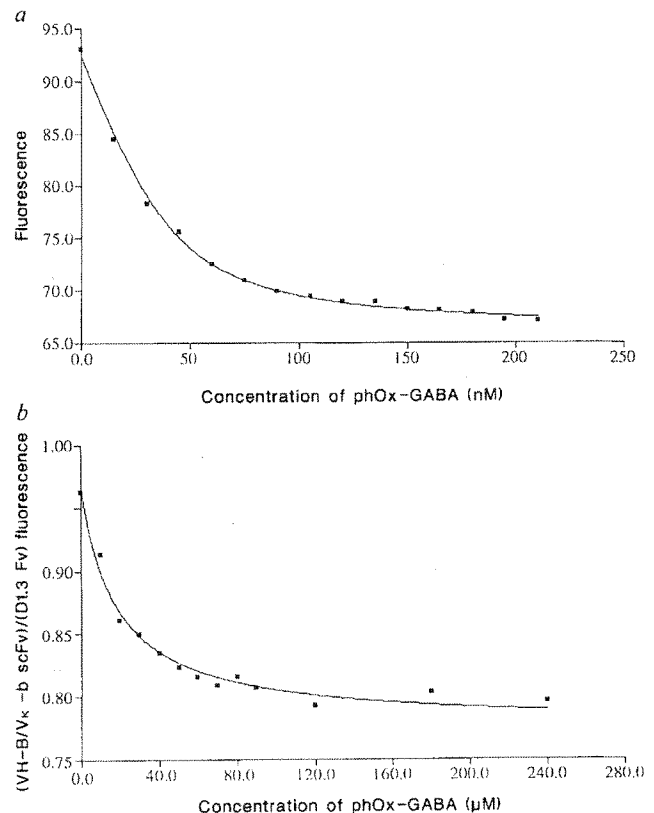 a
95.0
90.0
85.0
80.0
75.0
70.0
65.0
0.0 50 100 150 200 250
Fluorescence
Concentration of phOx-GABA (nM)
b
1.00
0.90
0.85
0.80
0.75
0.0 40.0 80.0 120.0 160.0 200.0 240.0 280.0
(VH-B/Vκ -b scFv)/(D1.3 Fv) fluorescence
Concentration of phOx-GABA (μM)